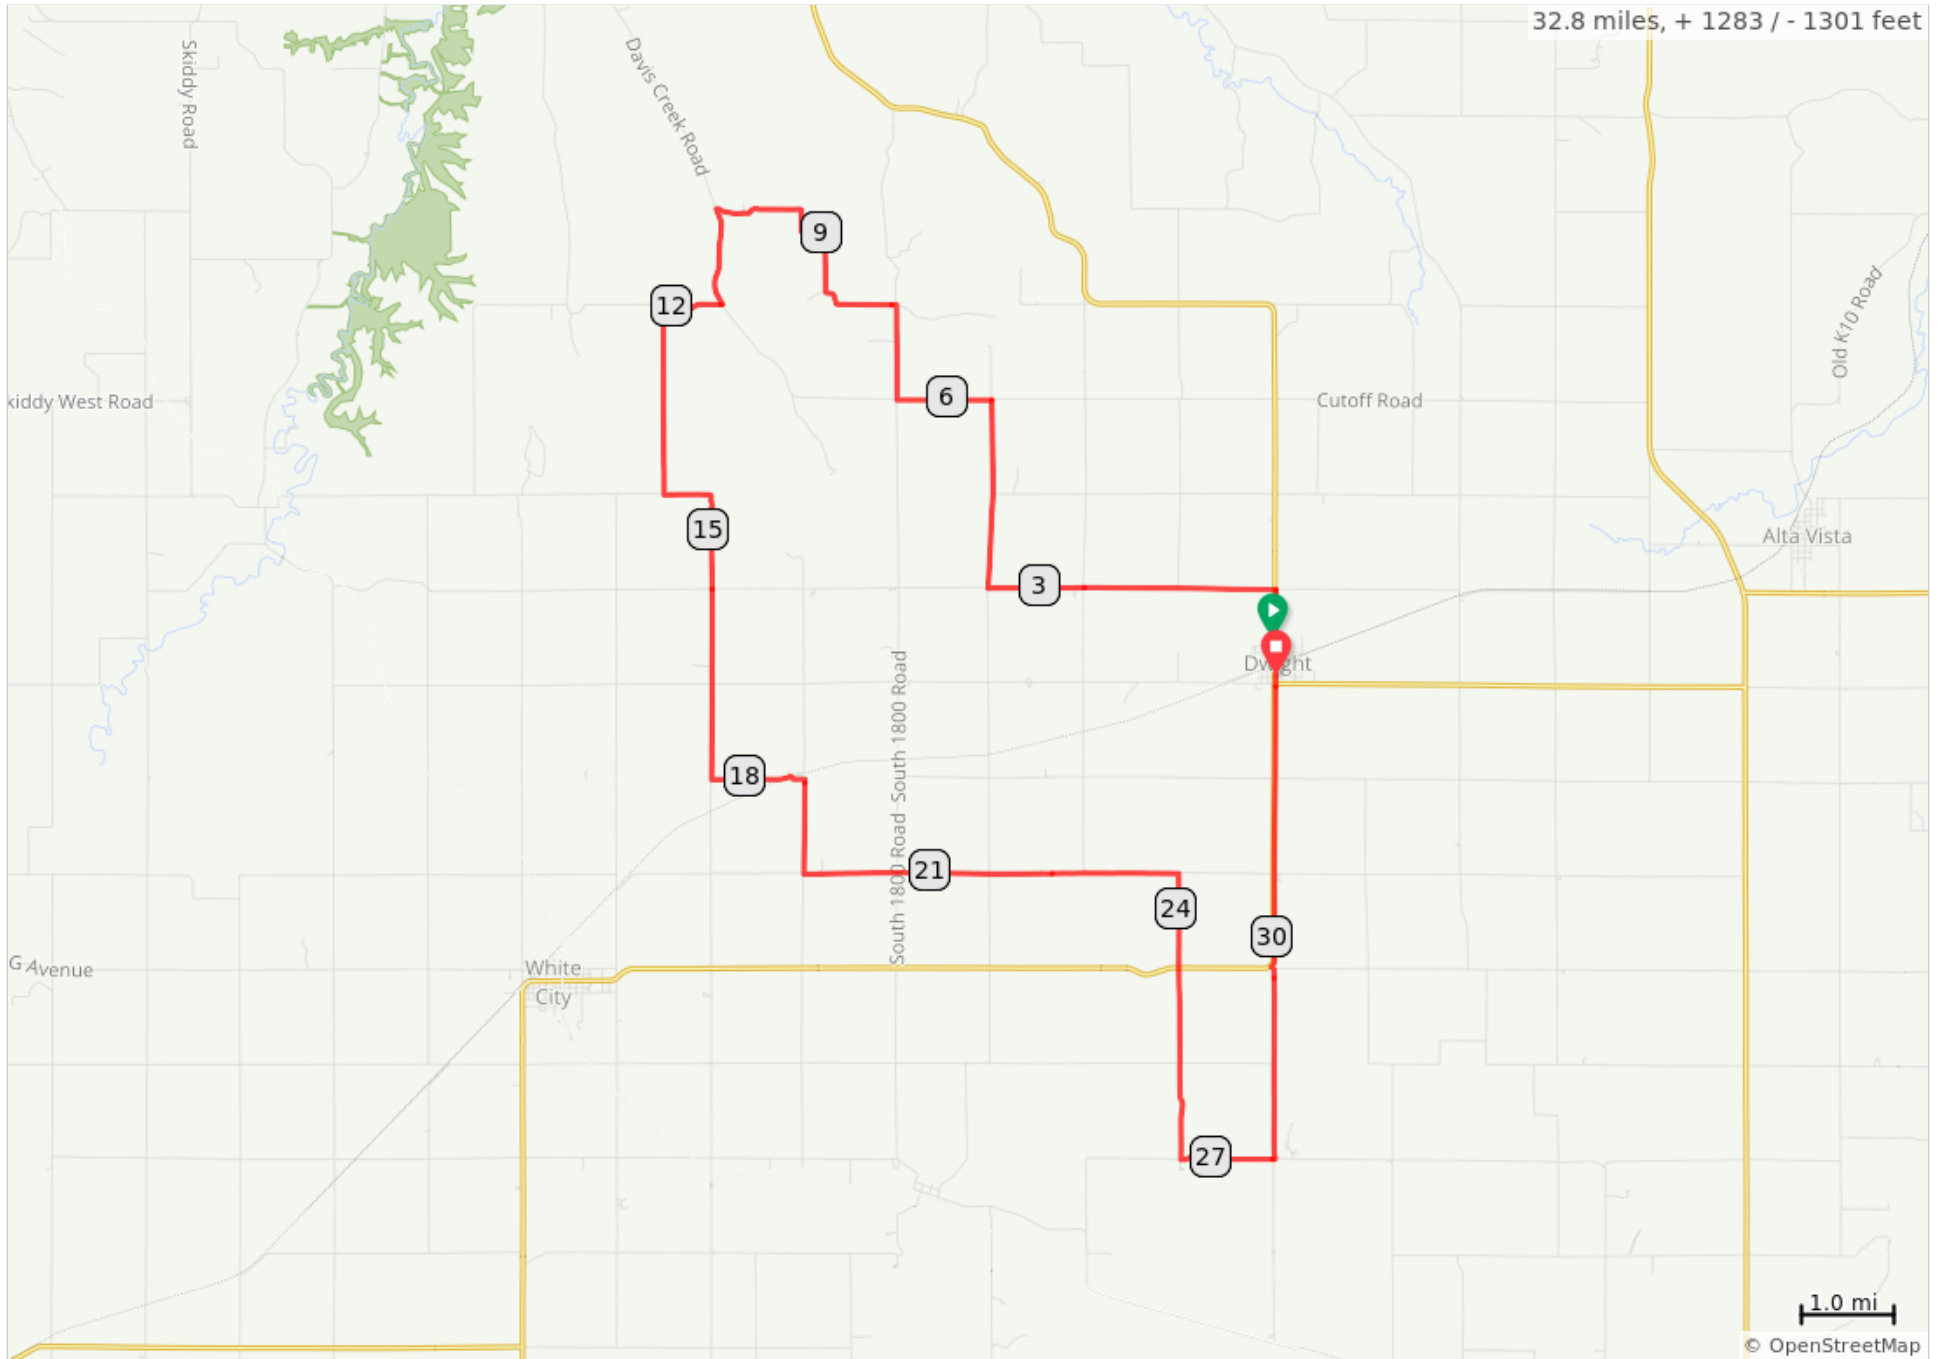 32.8 miles, + 1283 / - 1301 feet
Skiddy Road
Davis Creek Road
9
12
Old K10 Road
6
kiddy West Road
Cutoff Road
15
Alta Vista
3
Dwight
South 1800 Road
South 1800 Road
18
21
24
30
G Avenue
White
City
27
1.0 mi
© OpenStreetMap